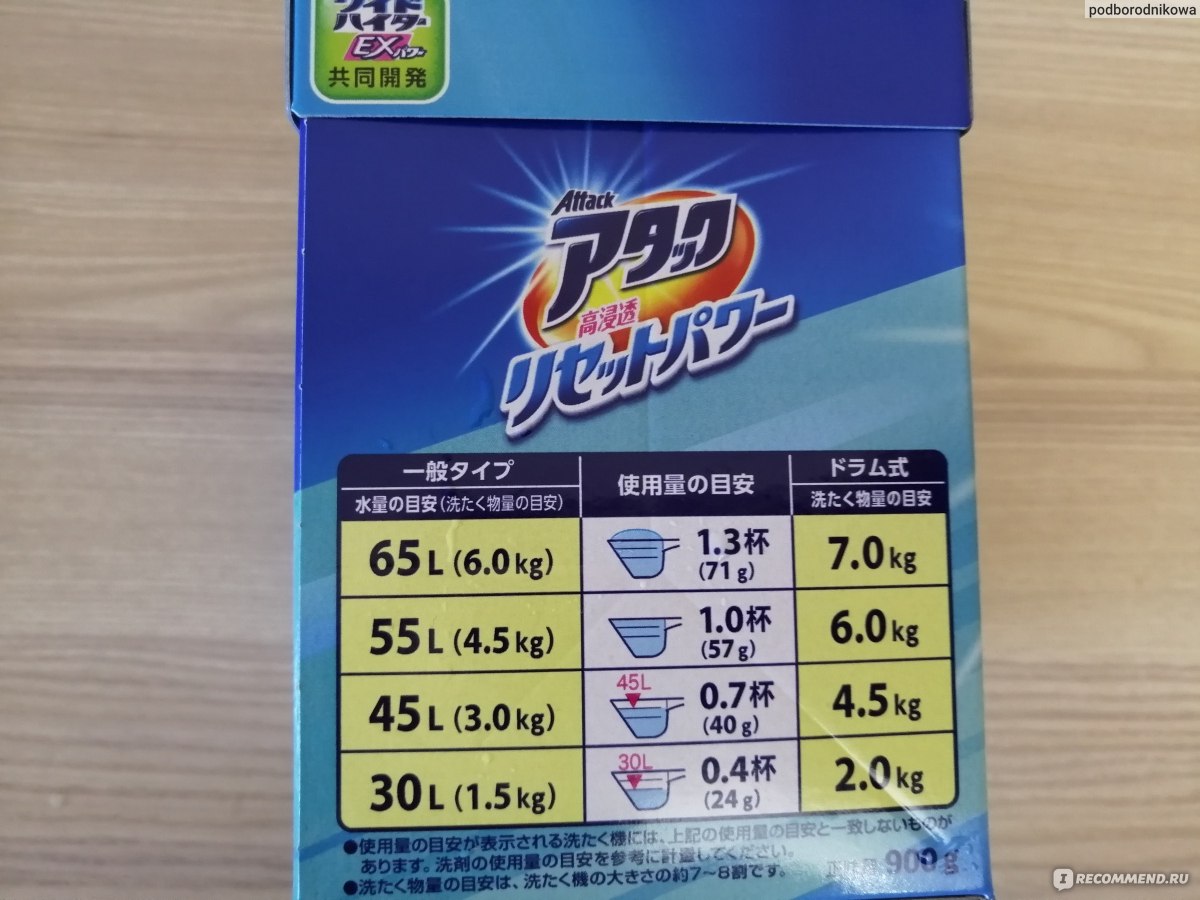 podborodnikowa
ワイド
ハイター
EXパワー
共同開発
Attack
アタック
高浸透
リセットパワー
一般タイプ 使用量の目安 ドラム式
水量の目安(洗たく物量の目安) 洗たく物量の目安
65L (6.0kg) 1.3杯 (71g) 7.0kg
55L (4.5kg) 1.0杯 (57g) 6.0kg
45L (3.0kg) 45L 0.7杯 (40g) 4.5kg
30L (1.5kg) 30L 0.4杯 (24g) 2.0kg
●使用量の目安が表示される洗たく機には、上記の使用量の目安と一致しないものが
あります。洗剤の使用量の目安を参考に計量してください。
●洗たく物量の目安は、洗たく機の大きさの約7〜8割です。
正味量 900g
IRECOMMEND.RU